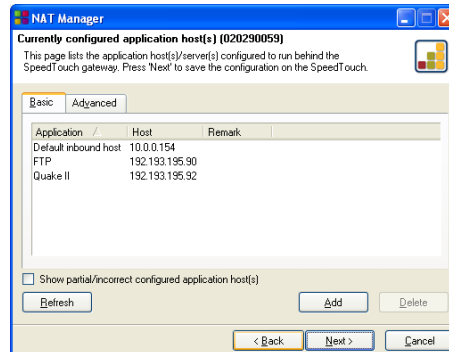 NAT Manager
Currently configured application host(s) (020290059)
This page lists the application host(s)/server(s) configured to run behind the
SpeedTouch gateway. Press 'Next' to save the configuration on the SpeedTouch.
Basic Advanced
Application Host Remark
Default inbound host 10.0.0.154
FTP 192.193.195.90
Quake II 192.193.195.92
Show partial/incorrect configured application host(s)
Refresh Add Delete
< Back Next > Cancel